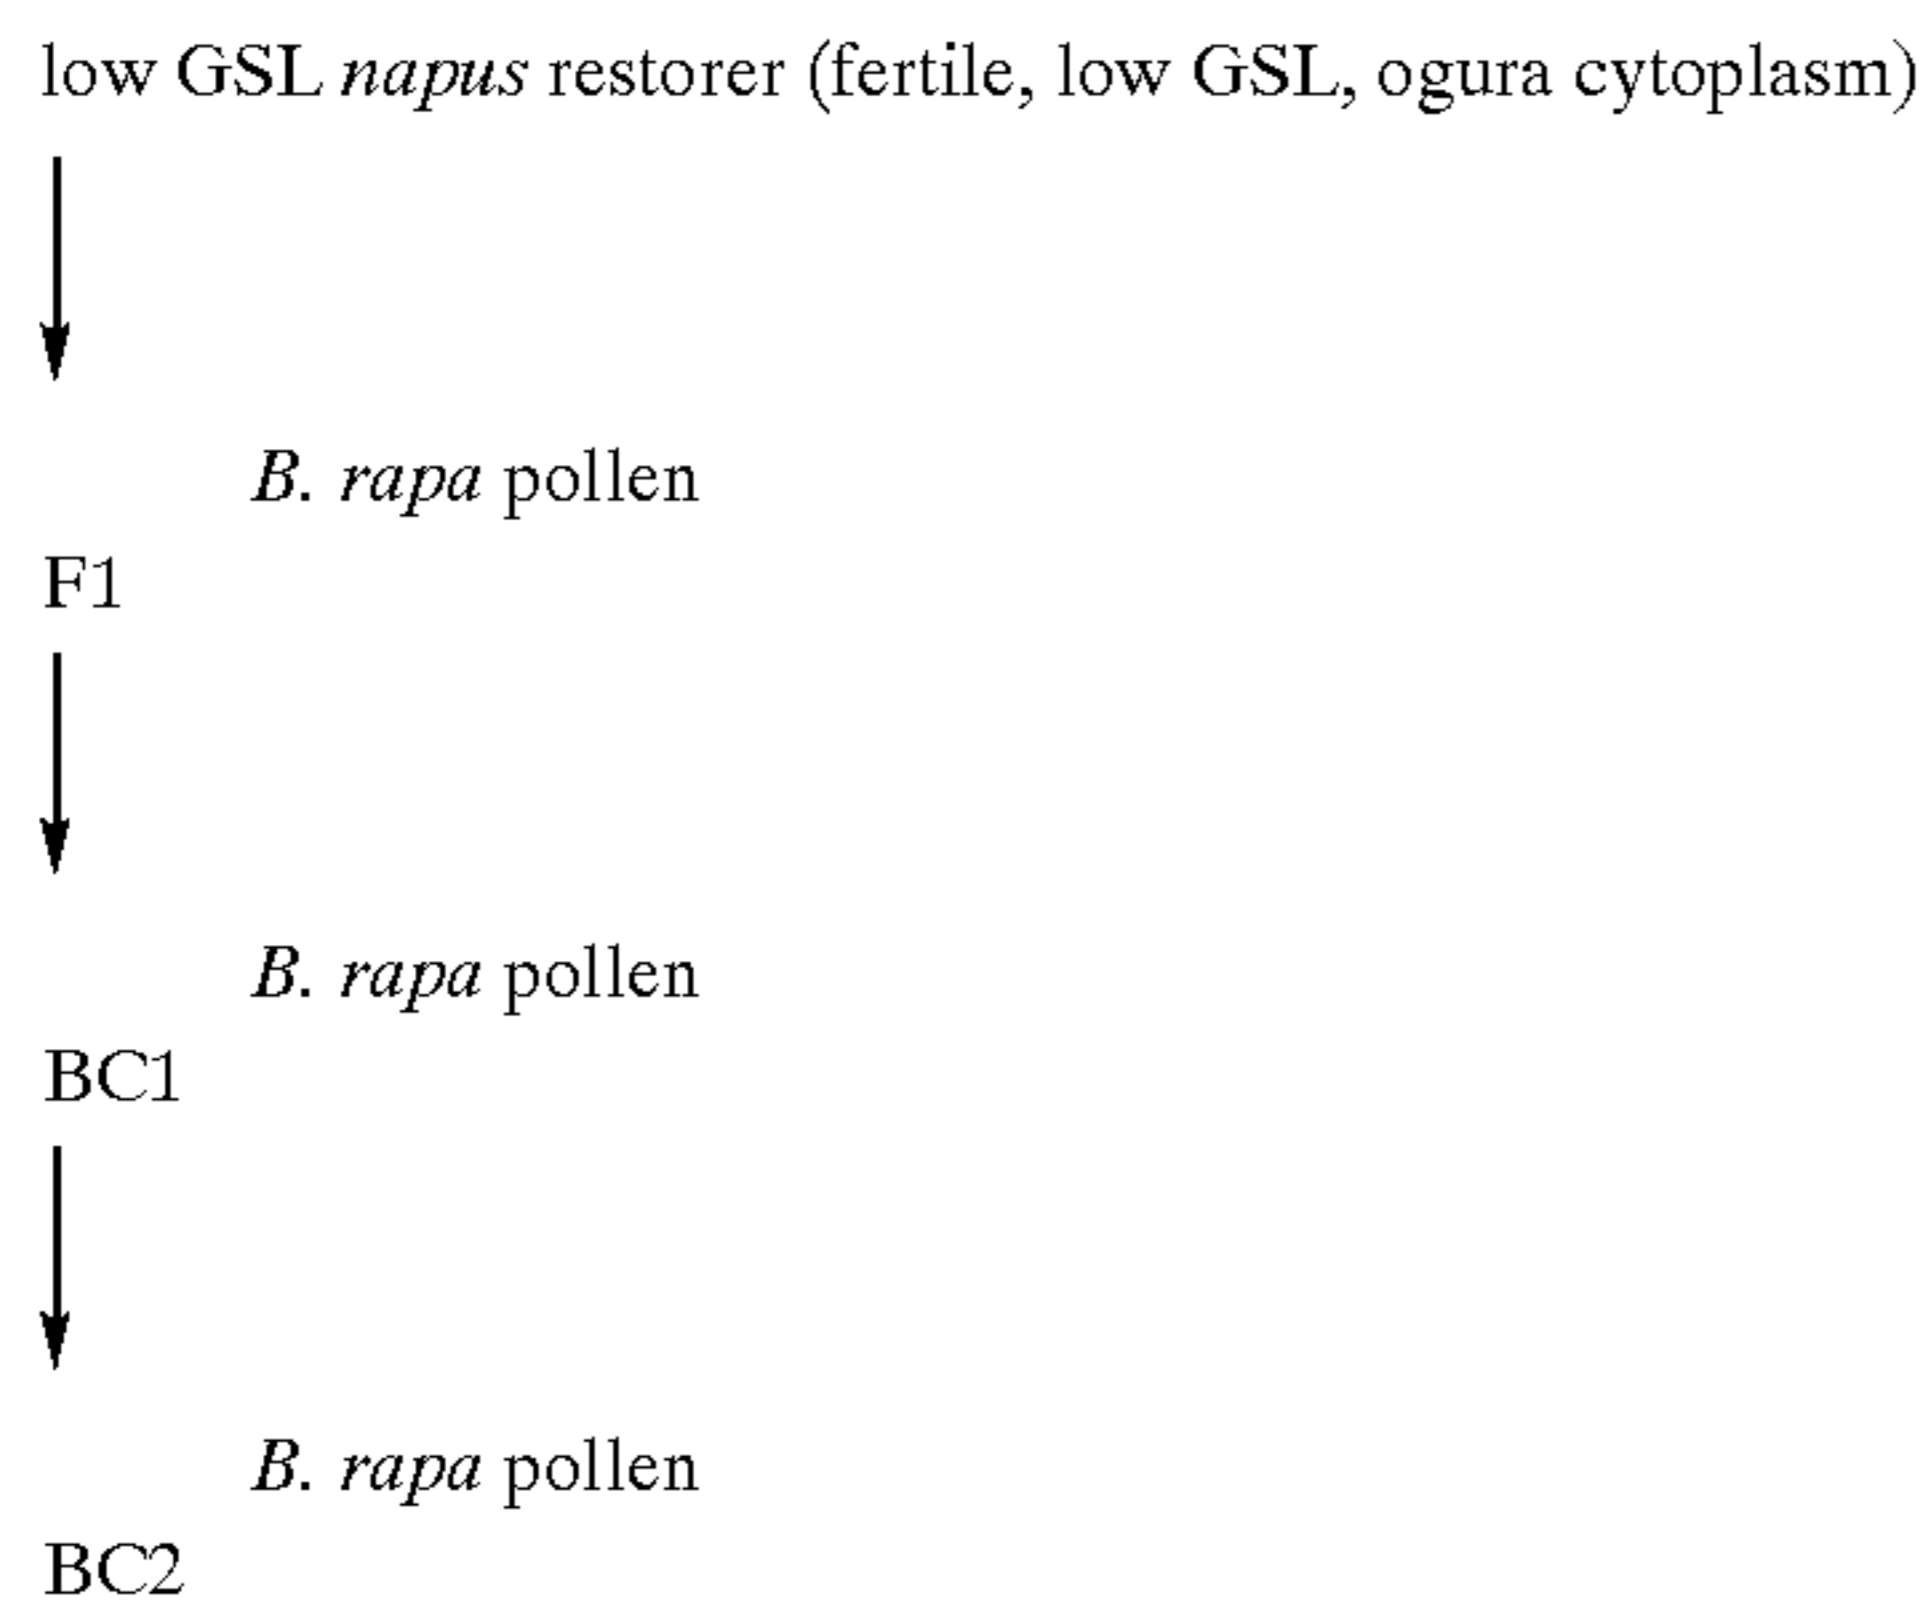 low GSL napus restorer (fertile, low GSL, ogura cytoplasm)
B. rapa pollen
F1
B. rapa pollen
BC1
B. rapa pollen
BC2